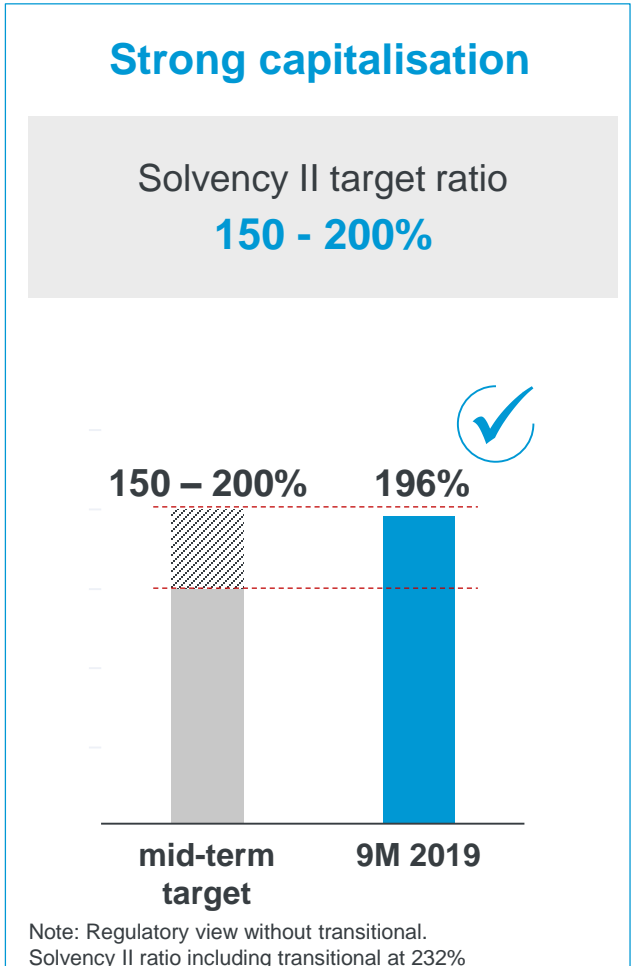 Strong capitalisation
Solvency II target ratio
150 - 200%
150 – 200%
196%
mid-term
target
9M 2019
Note: Regulatory view without transitional.
Solvency II ratio including transitional at 232%